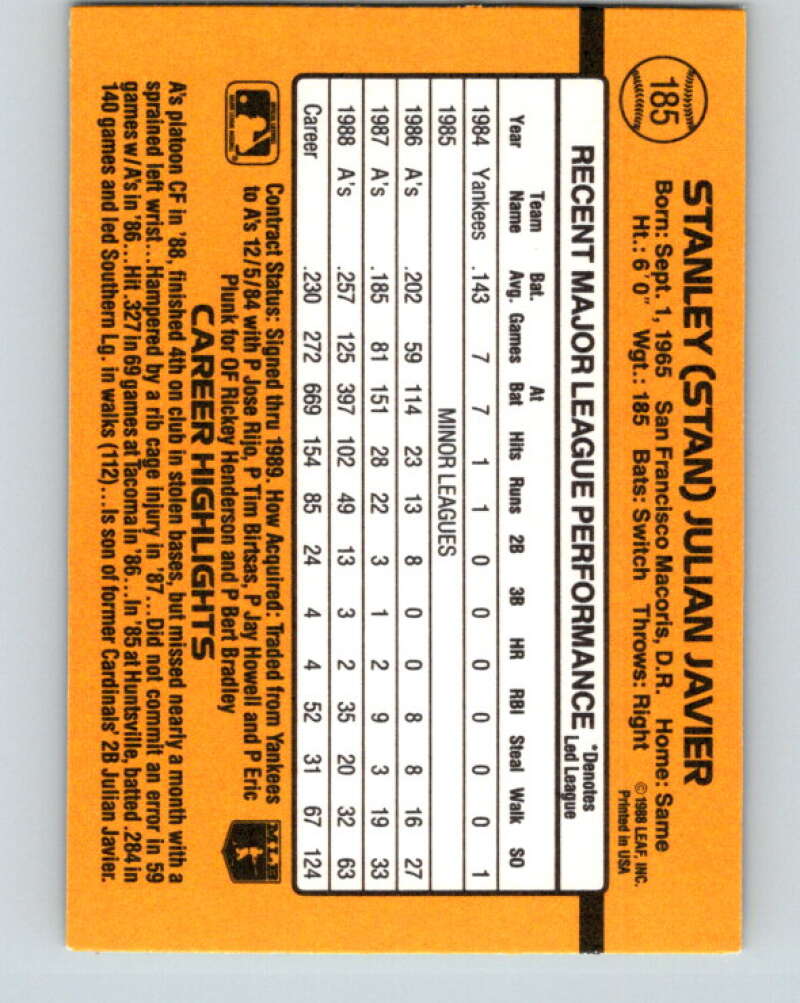 185
STANLEY (STAN) JULIAN JAVIER
Born: Sept. 1, 1965 San Francisco Macoris, D.R. Home: Same
Ht.: 6' 0" Wgt.: 185 Bats: Switch Throws: Right
© 1988 LEAF, INC.
Printed in USA
RECENT MAJOR LEAGUE PERFORMANCE *Denotes Led League
Year Team Name Bat. Avg. Games At Bat Hits Runs 2B 3B HR RBI Steal Walk SO
1984 Yankees .143 7 7 1 1 0 0 0 0 0 0 1
1985 MINOR LEAGUES
1986 A's .202 59 114 23 13 8 0 0 8 8 16 27
1987 A's .185 81 151 28 22 3 1 2 9 3 19 33
1988 A's .257 125 397 102 49 13 3 2 35 20 32 63
Career .230 272 669 154 85 24 4 4 52 31 67 124
Contract Status: Signed thru 1989. How Acquired: Traded from Yankees
to A's 12/5/84 with P Jose Rijo, P Tim Birtsas, P Jay Howell and P Eric
Plunk for OF Rickey Henderson and P Bert Bradley
MLB
CAREER HIGHLIGHTS
A's platoon CF in '88, finished 4th on club in stolen bases, but missed nearly a month with a
sprained left wrist...Hampered by a rib cage injury in '87...Did not commit an error in 59
games w/A's in '86...Hit .327 in 69 games at Tacoma in '86...In '85 at Huntsville, batted .284 in
140 games and led Southern Lg. in walks (112)...Is son of former Cardinals' 2B Julian Javier.